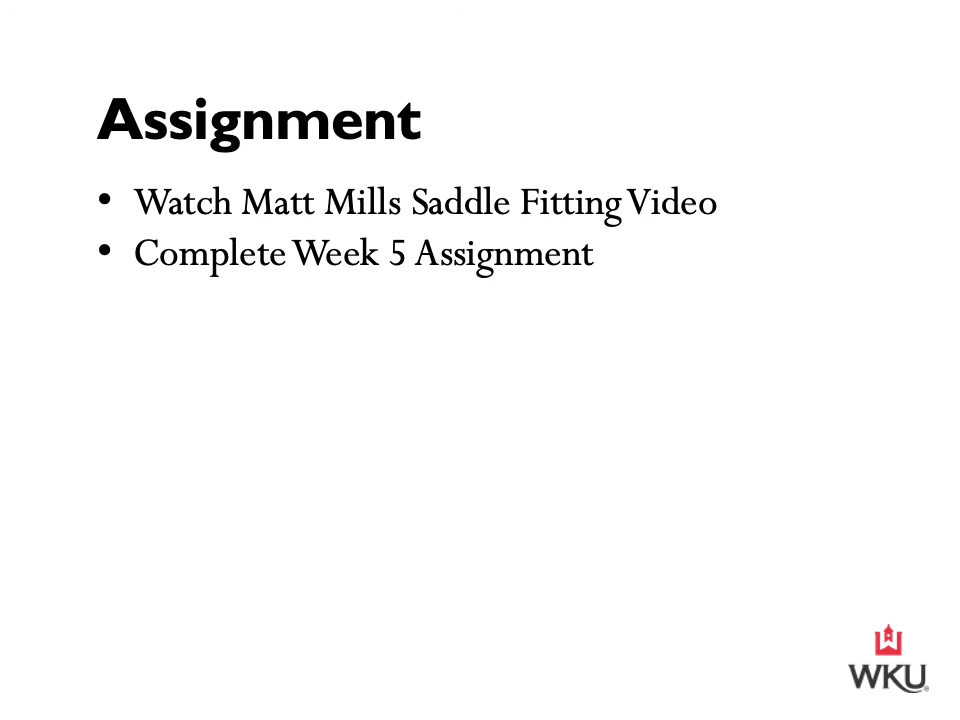 Assignment
• Watch Matt Mills Saddle Fitting Video
• Complete Week 5 Assignment
WKU®